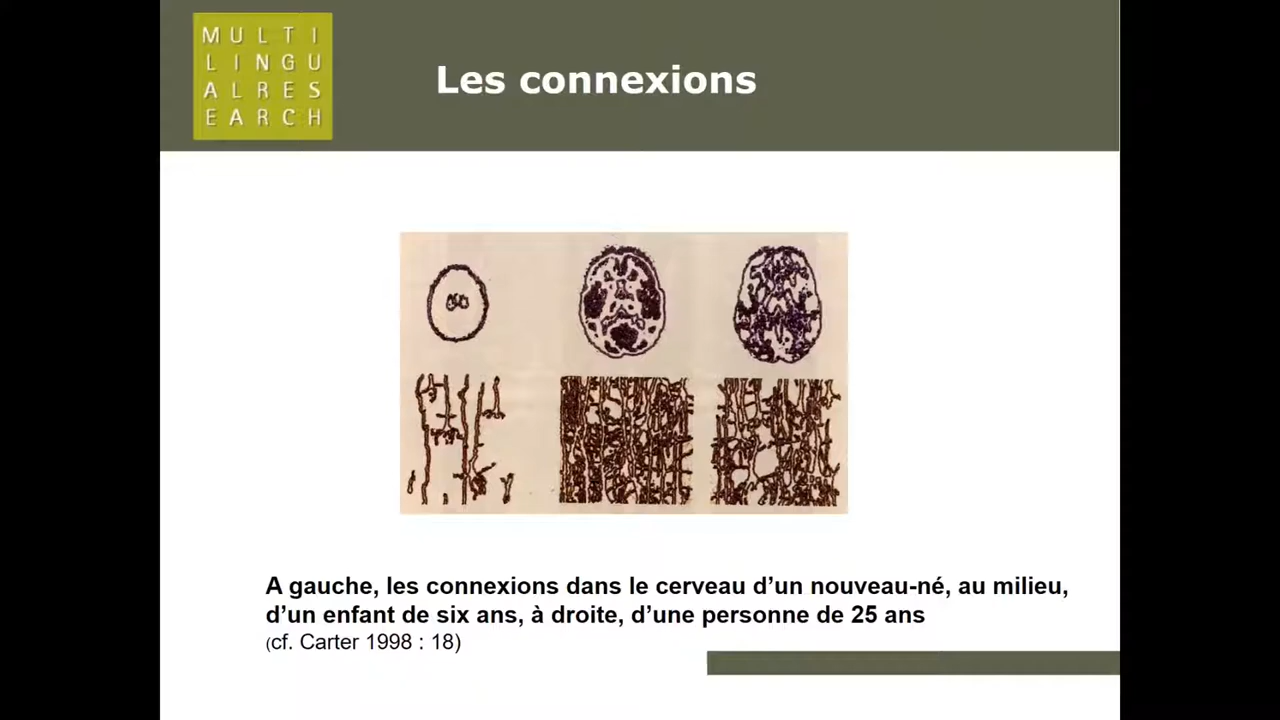 MULTI
LINGU
ALRES
EARCH
Les connexions
A gauche, les connexions dans le cerveau d’un nouveau-né, au milieu,
d’un enfant de six ans, à droite, d’une personne de 25 ans
(cf. Carter 1998 : 18)